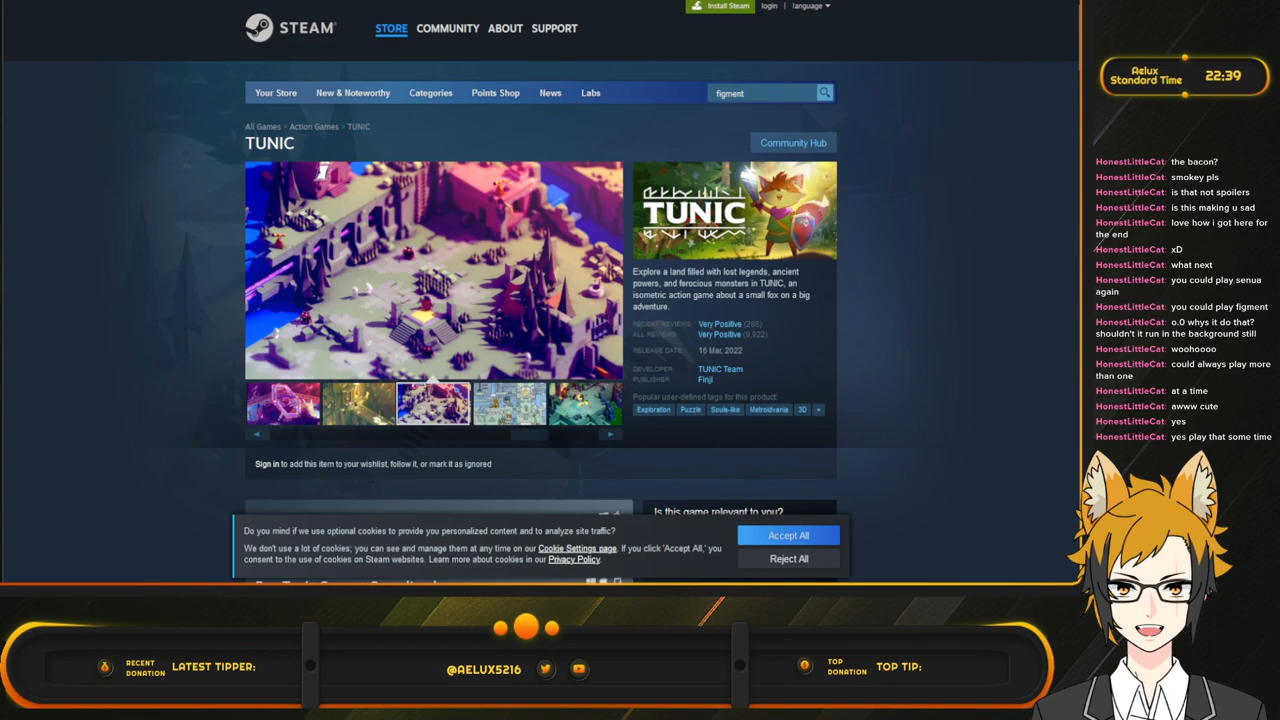 Install Steam login | language
STEAM®
STORE COMMUNITY ABOUT SUPPORT
Your Store New & Noteworthy Categories Points Shop News Labs figment
All Games > Action Games > TUNIC
TUNIC
Community Hub
TUNIC
Explore a land filled with lost legends, ancient
powers, and ferocious monsters in TUNIC, an
isometric action game about a small fox on a big
adventure.
RECENT REVIEWS: Very Positive (286)
ALL REVIEWS: Very Positive (9,922)
RELEASE DATE: 16 Mar, 2022
DEVELOPER: TUNIC Team
PUBLISHER: Finji
Popular user-defined tags for this product:
Exploration Puzzle Souls-like Metroidvania 3D +
Sign in to add this item to your wishlist, follow it, or mark it as ignored
Is this game relevant to you?
Do you mind if we use optional cookies to provide you personalized content and to analyze site traffic?
We don't use a lot of cookies; you can see and manage them at any time on our Cookie Settings page. If you click 'Accept All,' you
consent to the use of cookies on Steam websites. Learn more about cookies in our Privacy Policy.
Accept All
Reject All
Aelux
Standard Time
22:39
HonestLittleCat: the bacon?
HonestLittleCat: smokey pls
HonestLittleCat: is that not spoilers
HonestLittleCat: is this making u sad
HonestLittleCat: love how i got here for
the end
HonestLittleCat: xD
HonestLittleCat: what next
HonestLittleCat: you could play senua
again
HonestLittleCat: you could play figment
HonestLittleCat: o.0 whys it do that?
shouldn't it run in the background still
HonestLittleCat: woohoooo
HonestLittleCat: could always play more
than one
HonestLittleCat: at a time
HonestLittleCat: awww cute
HonestLittleCat: yes
HonestLittleCat: yes play that some time
RECENT
DONATION
LATEST TIPPER:
@AELUX5216
TOP
DONATION
TOP TIP: